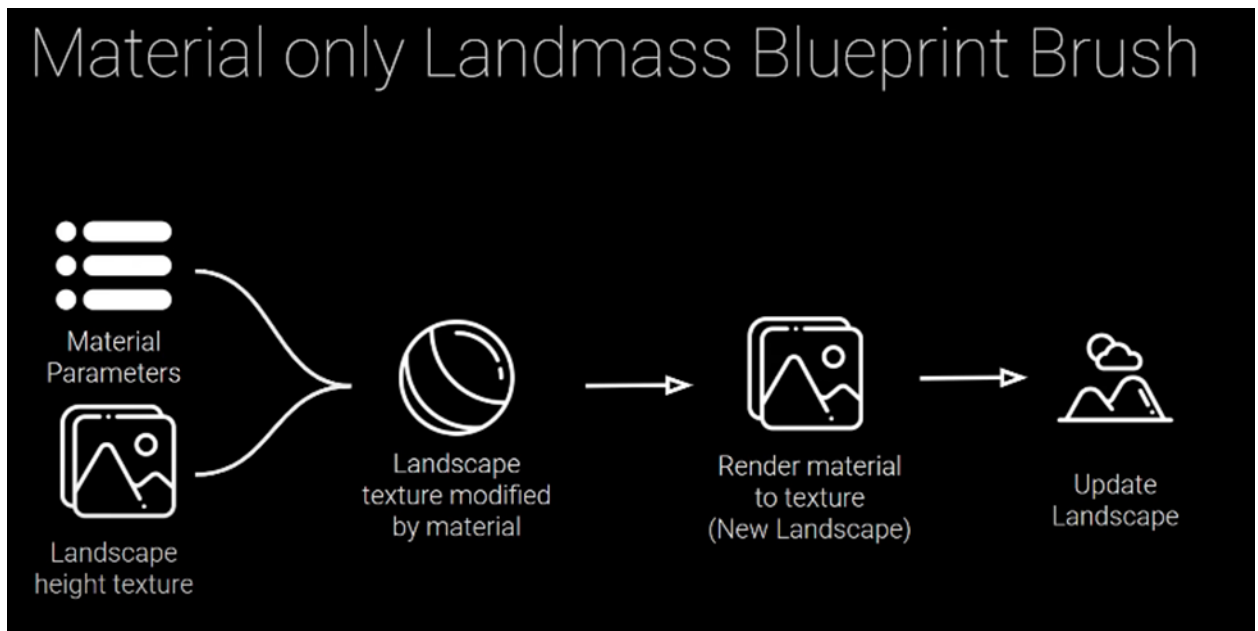 Material only Landmass Blueprint Brush
Material
Parameters
Landscape
height texture
Landscape
texture modified
by material
Render material
to texture
(New Landscape)
Update
Landscape